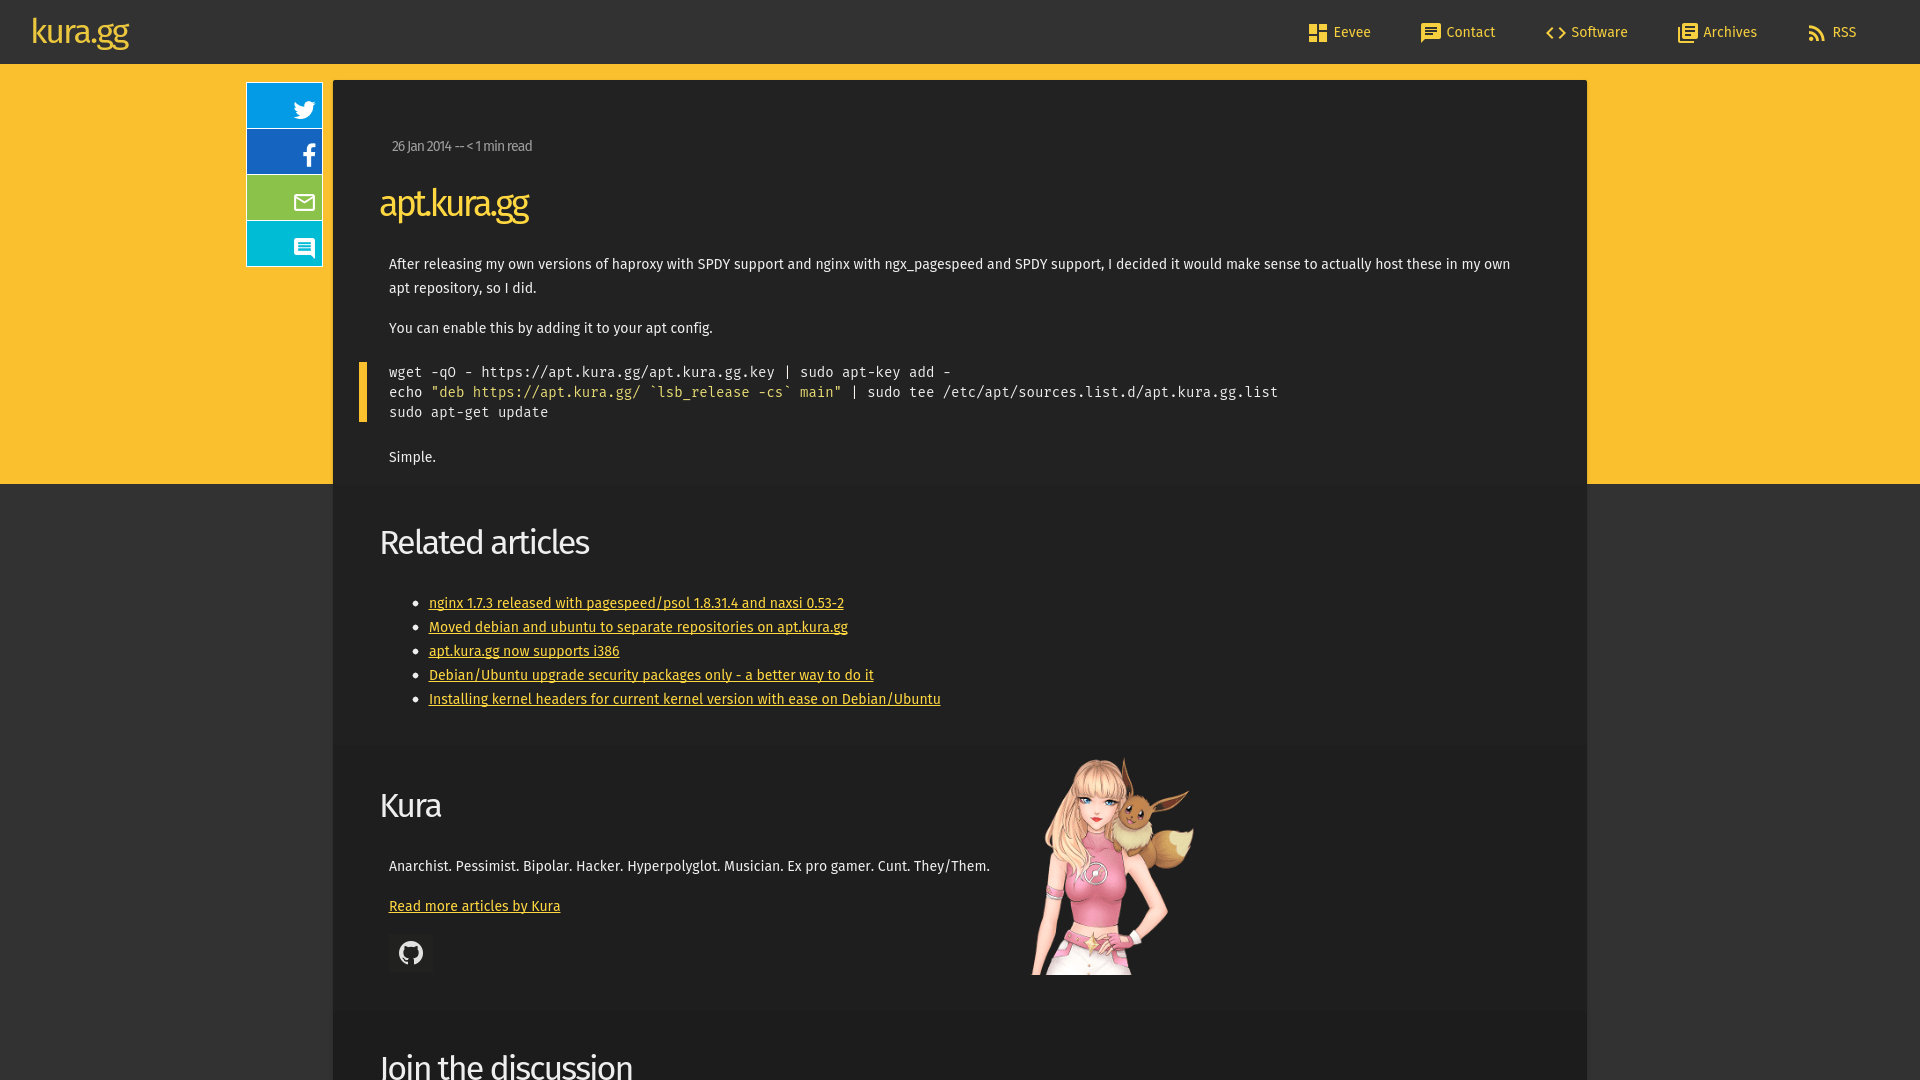 kura.gg
Eevee
Contact
Software
Archives
RSS
26 Jan 2014 -- < 1 min read
apt.kura.gg
After releasing my own versions of haproxy with SPDY support and nginx with ngx_pagespeed and SPDY support, I decided it would make sense to actually host these in my own
apt repository, so I did.
You can enable this by adding it to your apt config.
wget -qO - https://apt.kura.gg/apt.kura.gg.key | sudo apt-key add -
echo "deb https://apt.kura.gg/ `lsb_release -cs` main" | sudo tee /etc/apt/sources.list.d/apt.kura.gg.list
sudo apt-get update
Simple.
Related articles
nginx 1.7.3 released with pagespeed/psol 1.8.31.4 and naxsi 0.53-2
Moved debian and ubuntu to separate repositories on apt.kura.gg
apt.kura.gg now supports i386
Debian/Ubuntu upgrade security packages only - a better way to do it
Installing kernel headers for current kernel version with ease on Debian/Ubuntu
Kura
Anarchist. Pessimist. Bipolar. Hacker. Hyperpolyglot. Musician. Ex pro gamer. Cunt. They/Them.
Read more articles by Kura
Join the discussion